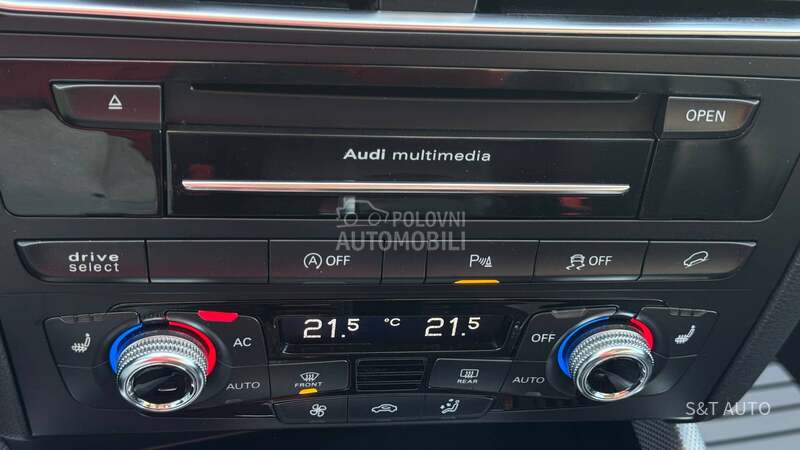 OPEN
Audi multimedia
POLOVNI
AUTOMOBILI
drive
select
A OFF
P
OFF
21.5 °C 21.5
AC
OFF
AUTO
FRONT
REAR
AUTO
S&T AUTO